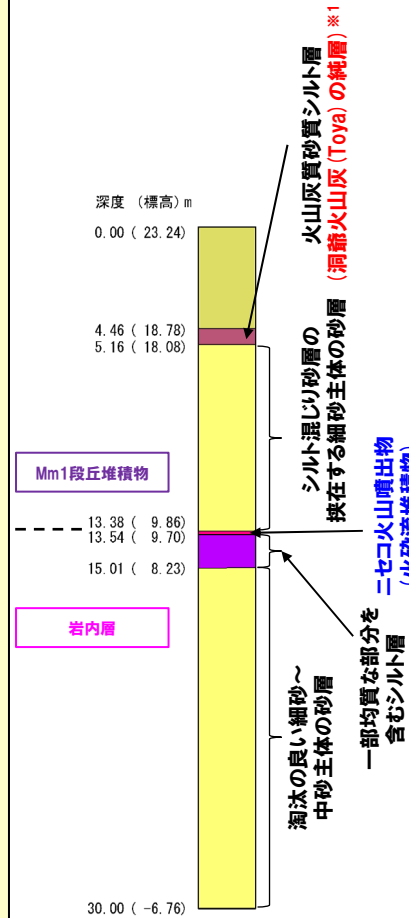 深度 (標高) m
0.00 ( 23.24)
4.46 ( 18.78)
5.16 ( 18.08)
13.38 ( 9.86)
13.54 ( 9.70)
15.01 ( 8.23)
30.00 ( -6.76)
Mm1段丘堆積物
岩内層
火山灰質砂質シルト層
(洞爺火山灰(Toya)の純層)※1
シルト混じり砂層の
挟在する細砂主体の砂層
ニセコ火山噴出物
(火砕流堆積物)
一部均質な部分を
含むシルト層
淘汰の良い細砂～
中砂主体の砂層